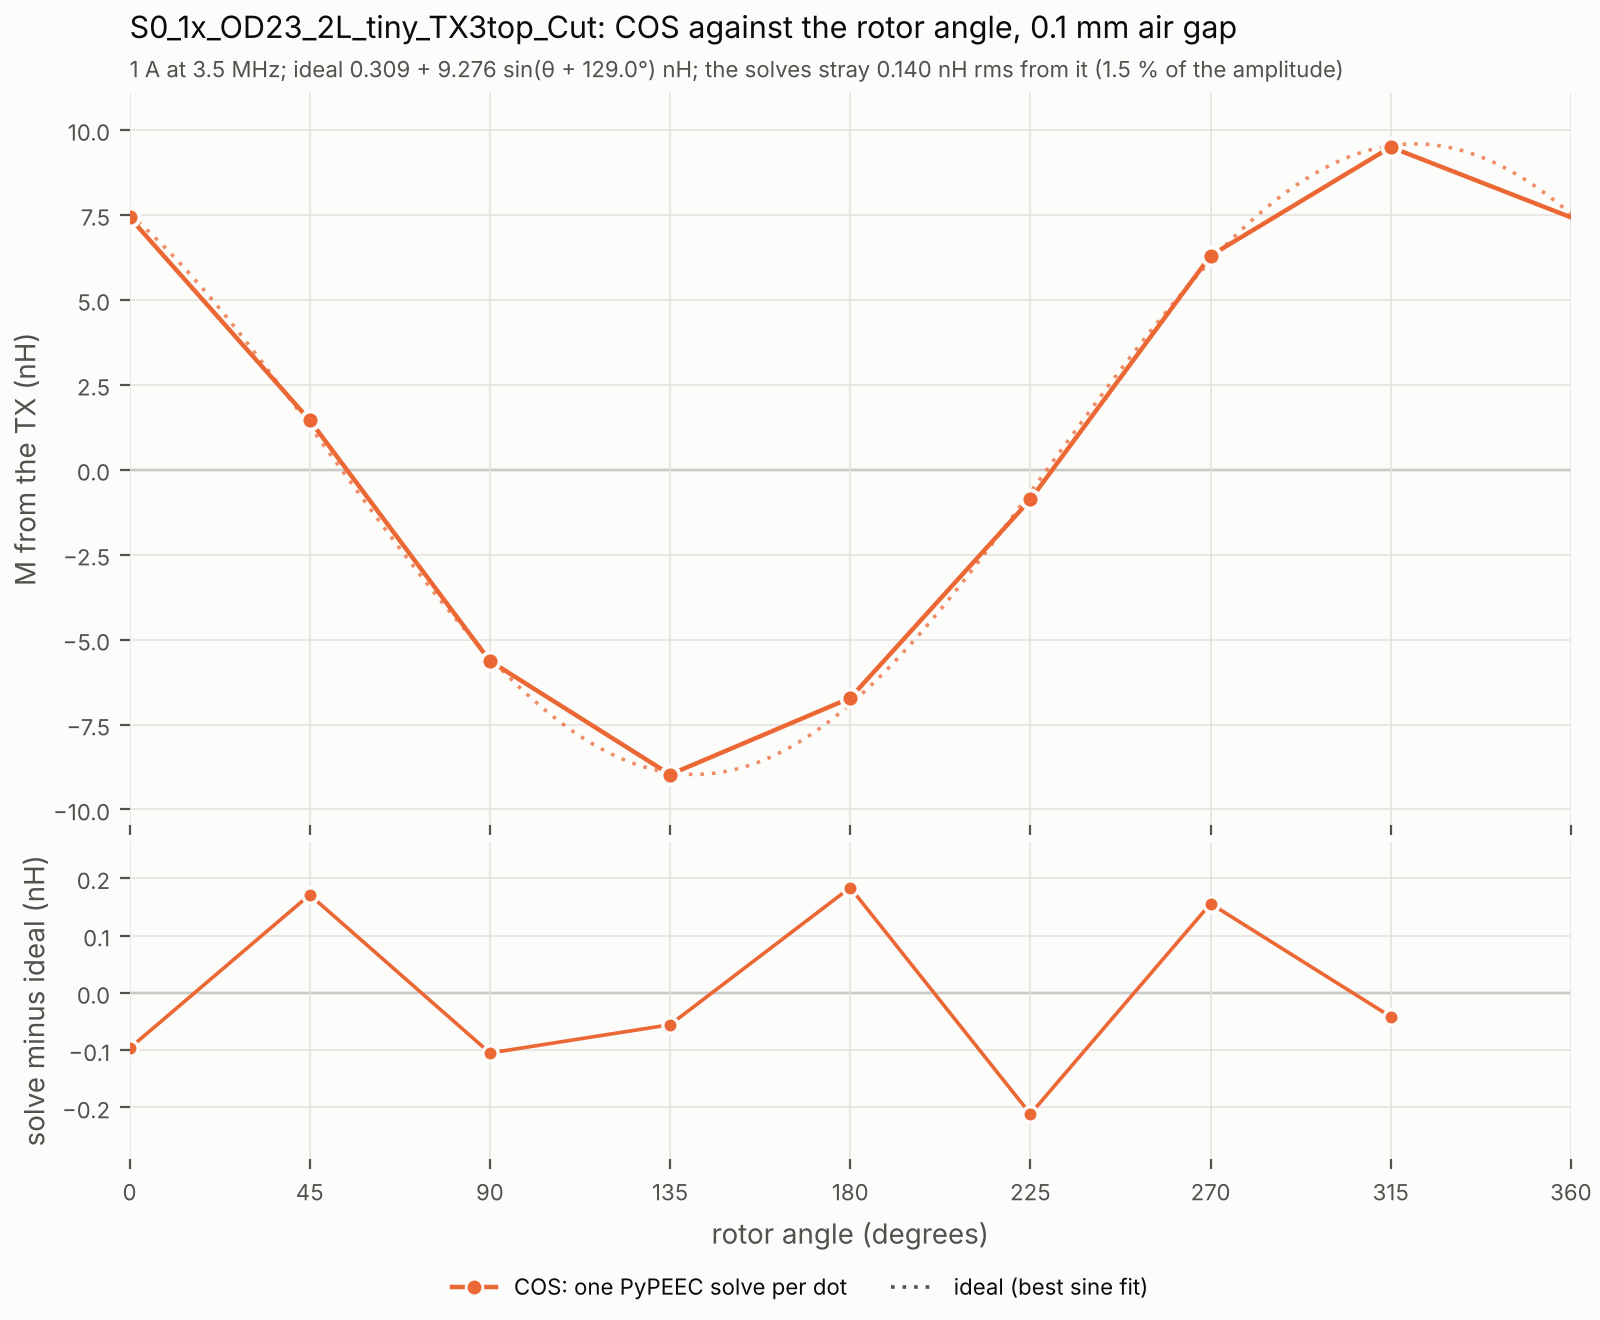 S0_1x_OD23_2L_tiny_TX3top_Cut: COS against the rotor angle, 0.1 mm air gap
1 A at 3.5 MHz; ideal 0.309 + 9.276 sin(θ + 129.0°) nH; the solves stray 0.140 nH rms from it (1.5 % of the amplitude)
M from the TX (nH)
10.0
7.5
5.0
2.5
0.0
−2.5
−5.0
−7.5
−10.0
solve minus ideal (nH)
0.2
0.1
0.0
−0.1
−0.2
0 45 90 135 180 225 270 315 360
rotor angle (degrees)
COS: one PyPEEC solve per dot ideal (best sine fit)